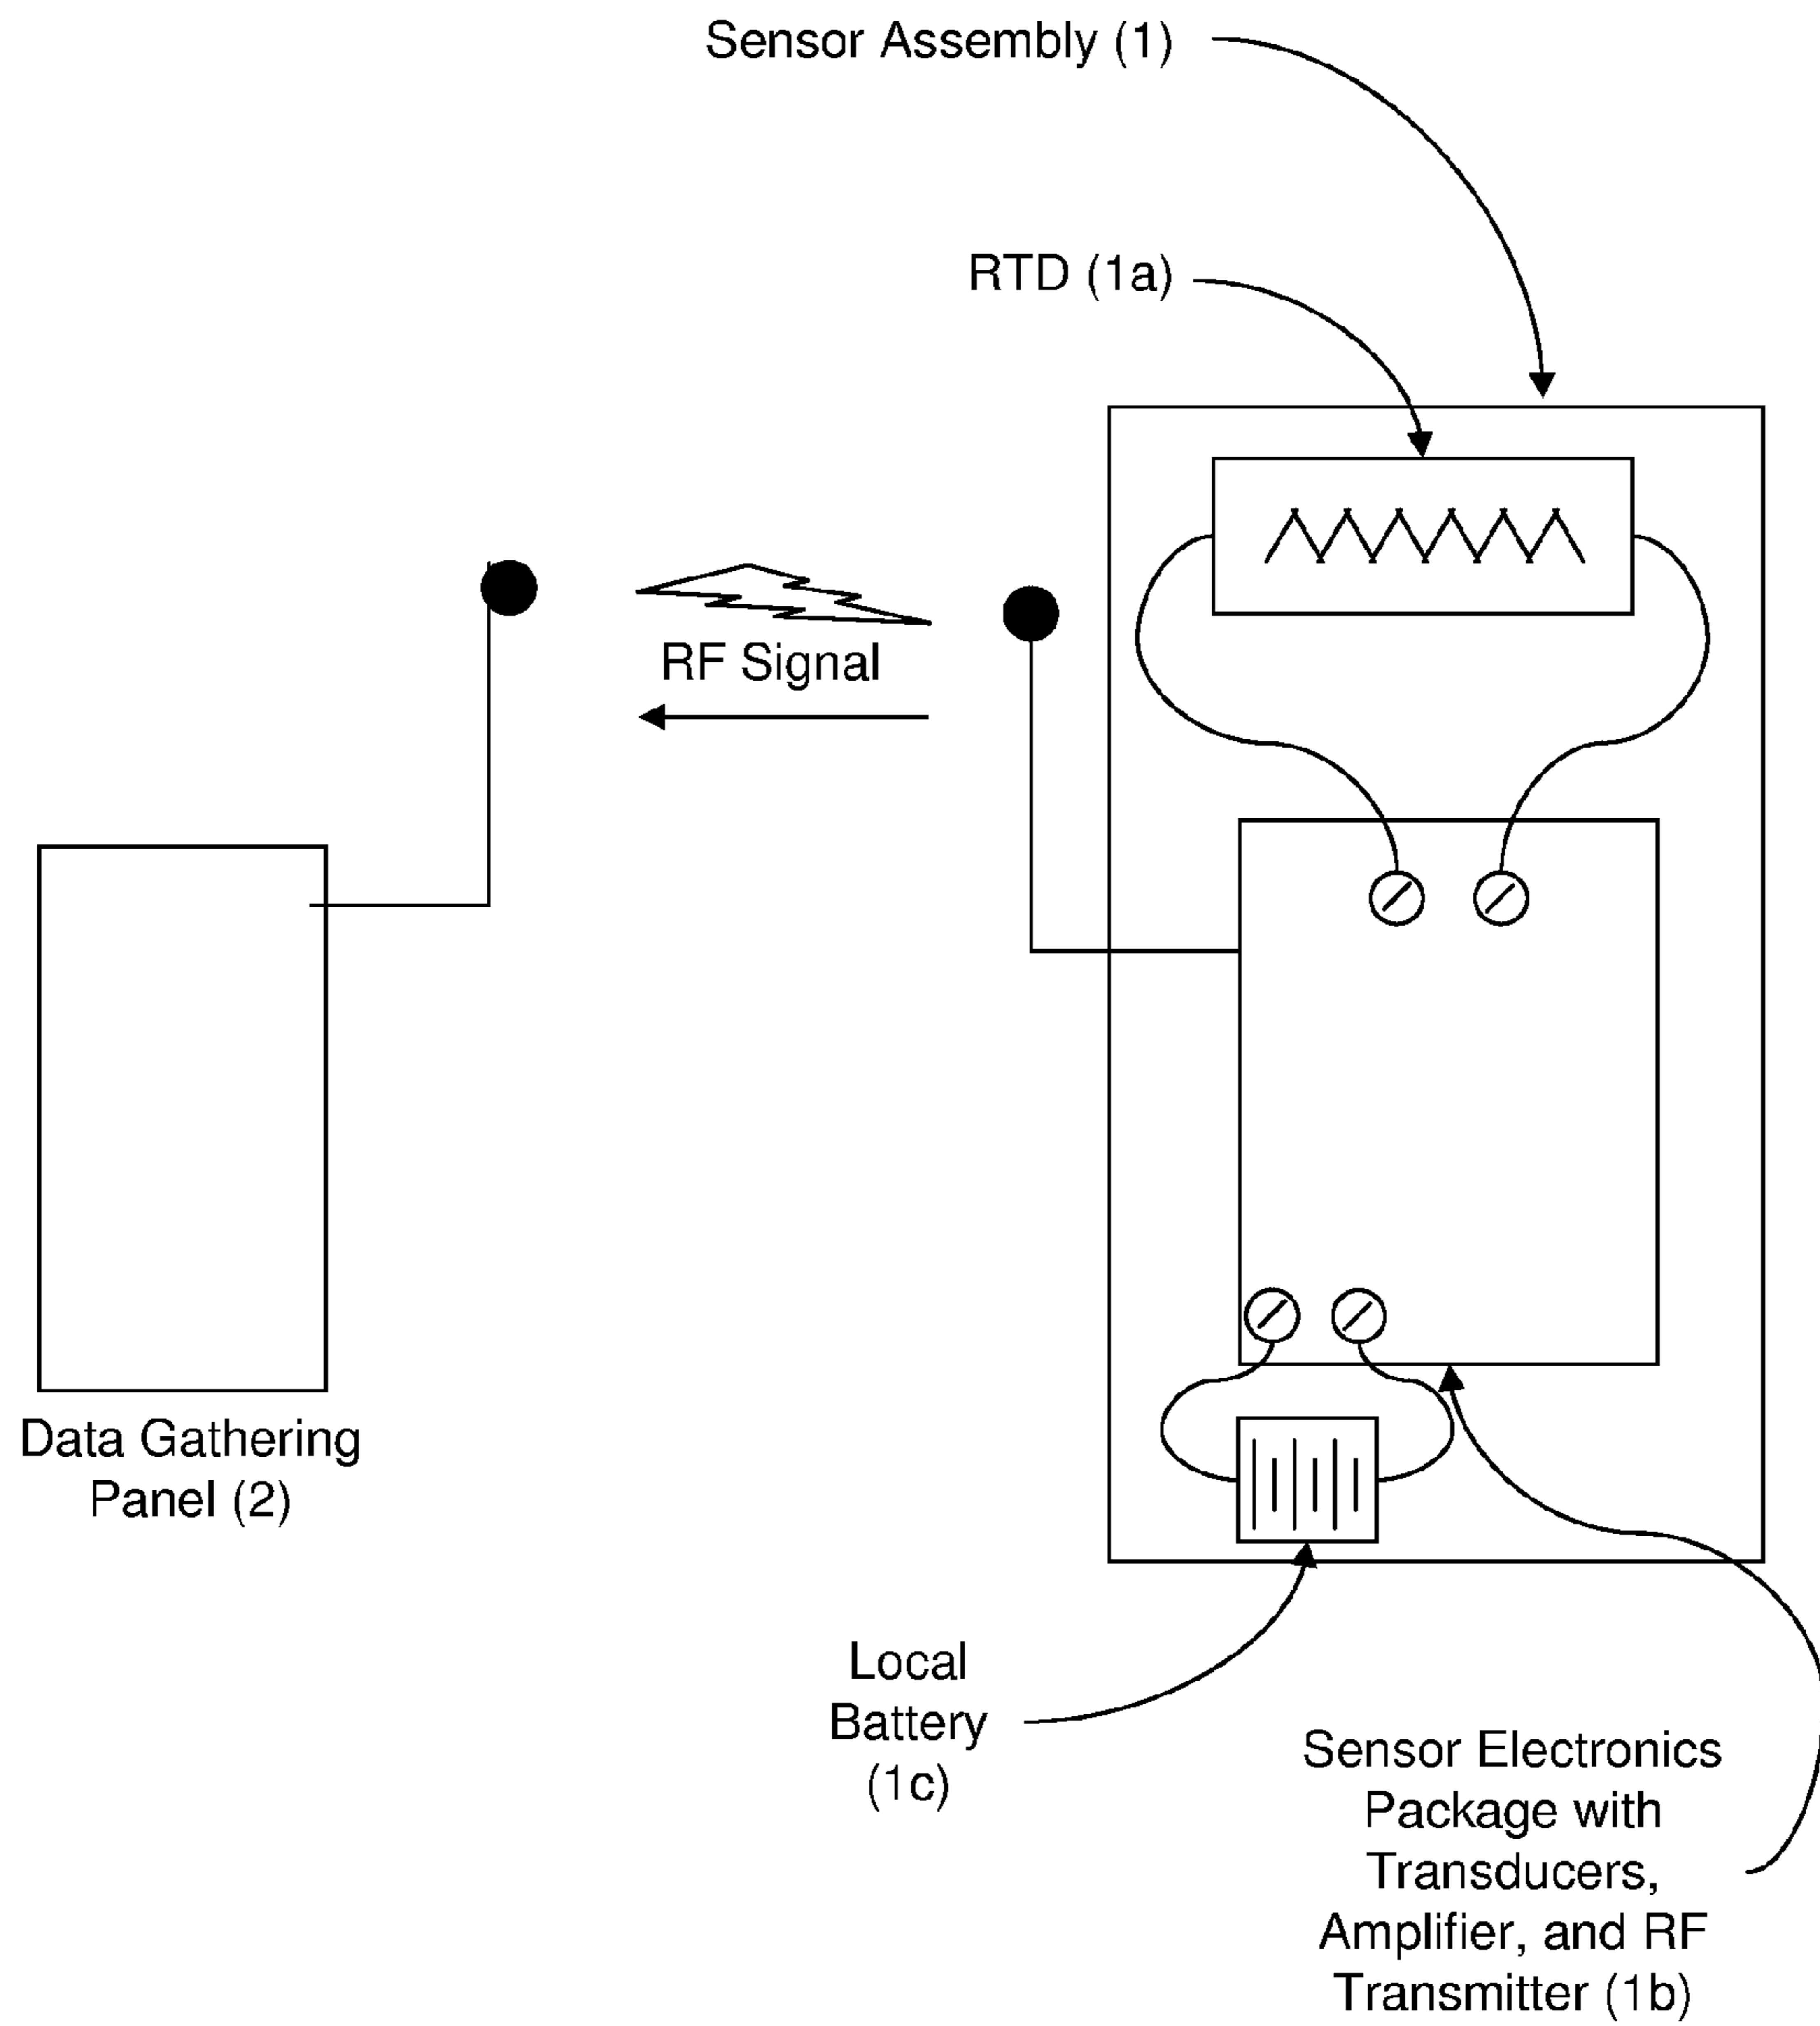 Sensor Assembly (1)
RTD (1a)
RF Signal
Data Gathering
Panel (2)
Local
Battery
(1c)
Sensor Electronics
Package with
Transducers,
Amplifier, and RF
Transmitter (1b)